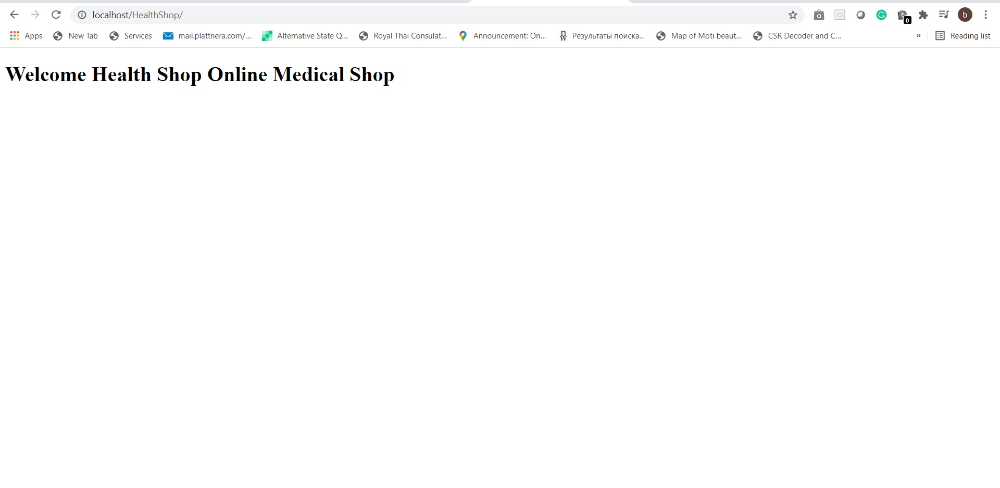 localhost/HealthShop/
0
b
Apps New Tab Services mail.plattnera.com/... Alternative State Q... Royal Thai Consulat... Announcement: On... Результаты поиска... Map of Moti beaut... CSR Decoder and C... » Reading list
Welcome Health Shop Online Medical Shop